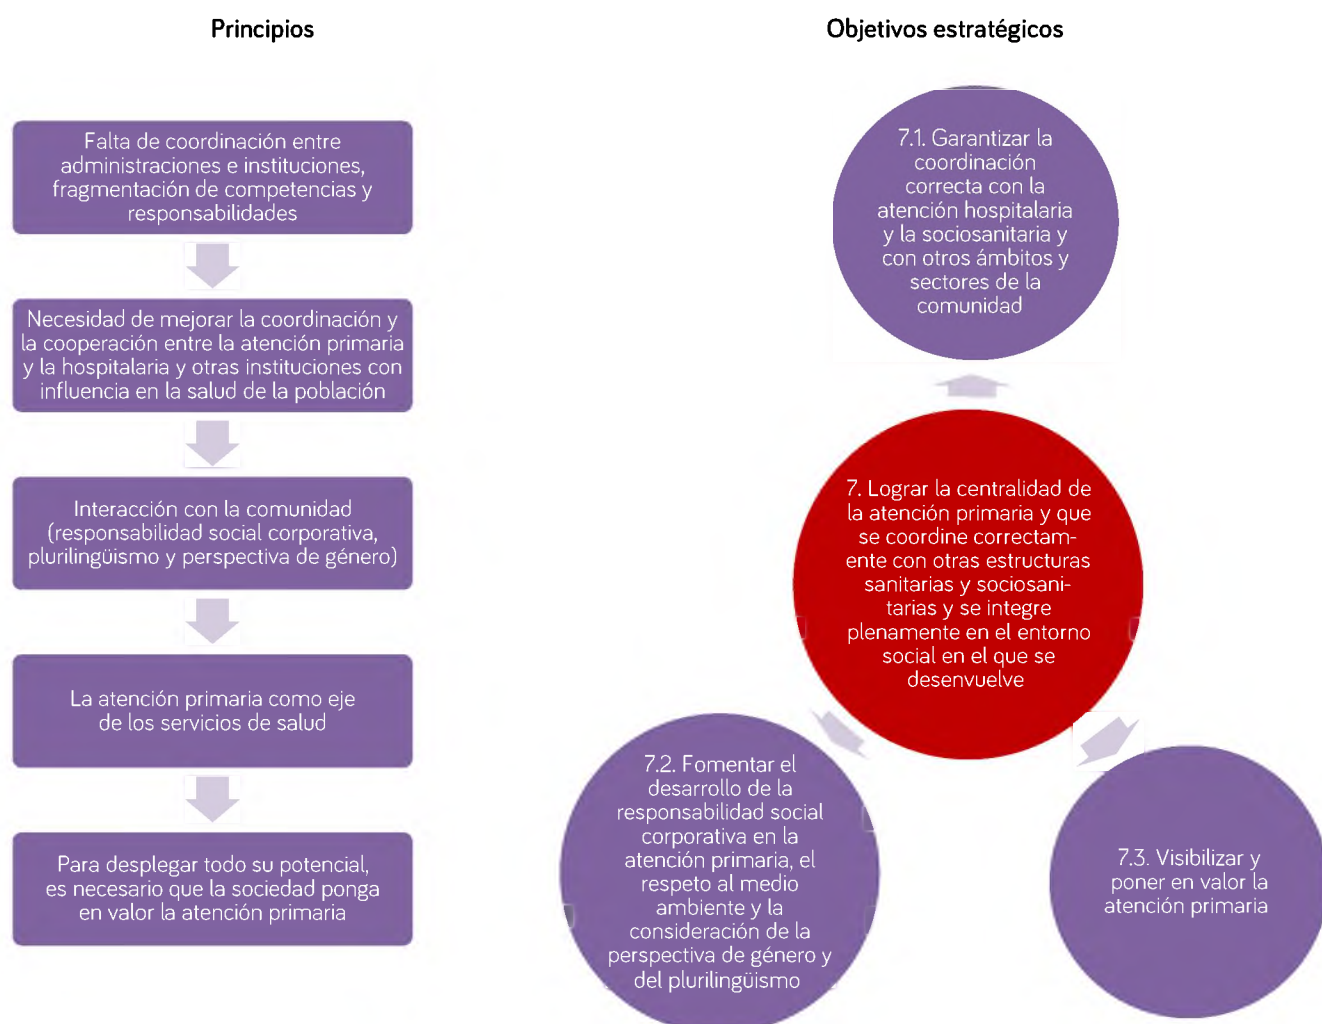 Principios
Falta de coordinación entre
administraciones e instituciones,
fragmentación de competencias y
responsabilidades
Necesidad de mejorar la coordinación y
la cooperación entre la atención primaria
y la hospitalaria y otras instituciones con
influencia en la salud de la población
Interacción con la comunidad
(responsabilidad social corporativa,
plurilingüismo y perspectiva de género)
La atención primaria como eje
de los servicios de salud
Para desplegar todo su potencial,
es necesario que la sociedad ponga
en valor la atención primaria
Objetivos estratégicos
7.1. Garantizar la
coordinación
correcta con la
atención hospitalaria
y la sociosanitaria y
con otros ámbitos y
sectores de la
comunidad
7. Lograr la centralidad de
la atención primaria y que
se coordine correctam-
ente con otras estructuras
sanitarias y sociosani-
tarias y se integre
plenamente en el entorno
social en el que se
desenvuelve
7.2. Fomentar el
desarrollo de la
responsabilidad social
corporativa en la
atención primaria, el
respeto al medio
ambiente y la
consideración de la
perspectiva de género y
del plurilingüismo
7.3. Visibilizar y
poner en valor la
atención primaria